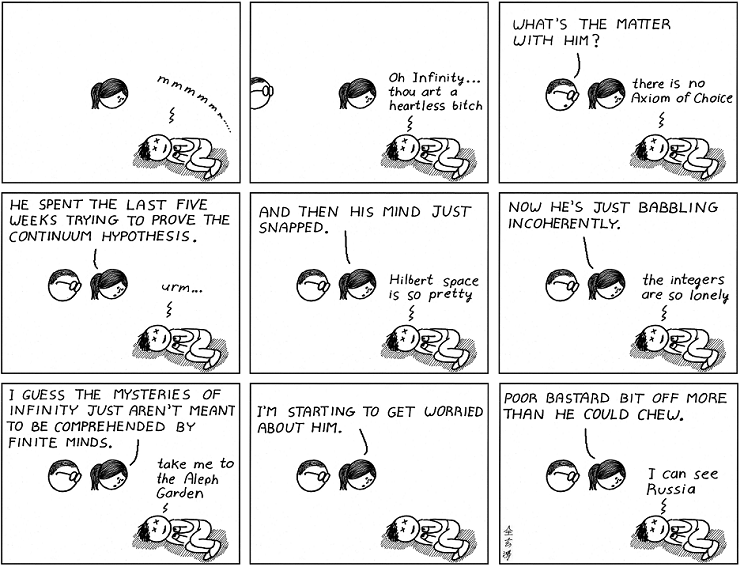 mmmmmm.....
Oh Infinity...
thou art a
heartless bitch
WHAT'S THE MATTER
WITH HIM?
there is no
Axiom of Choice
HE SPENT THE LAST FIVE
WEEKS TRYING TO PROVE THE
CONTINUUM HYPOTHESIS.
urm...
AND THEN HIS MIND JUST
SNAPPED.
Hilbert space
is so pretty
NOW HE'S JUST BABBLING
INCOHERENTLY.
the integers
are so lonely
I GUESS THE MYSTERIES OF
INFINITY JUST AREN'T MEANT
TO BE COMPREHENDED BY
FINITE MINDS.
take me to
the Aleph
Garden
I'M STARTING TO GET WORRIED
ABOUT HIM.
POOR BASTARD BIT OFF MORE
THAN HE COULD CHEW.
I can see
Russia